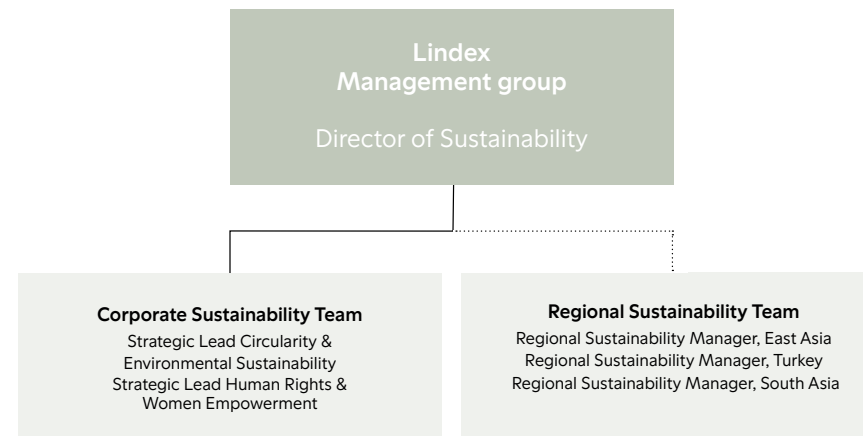 Lindex
Management group
Director of Sustainability
Corporate Sustainability Team
Strategic Lead Circularity &
Environmental Sustainability
Strategic Lead Human Rights &
Women Empowerment
Regional Sustainability Team
Regional Sustainability Manager, East Asia
Regional Sustainability Manager, Turkey
Regional Sustainability Manager, South Asia